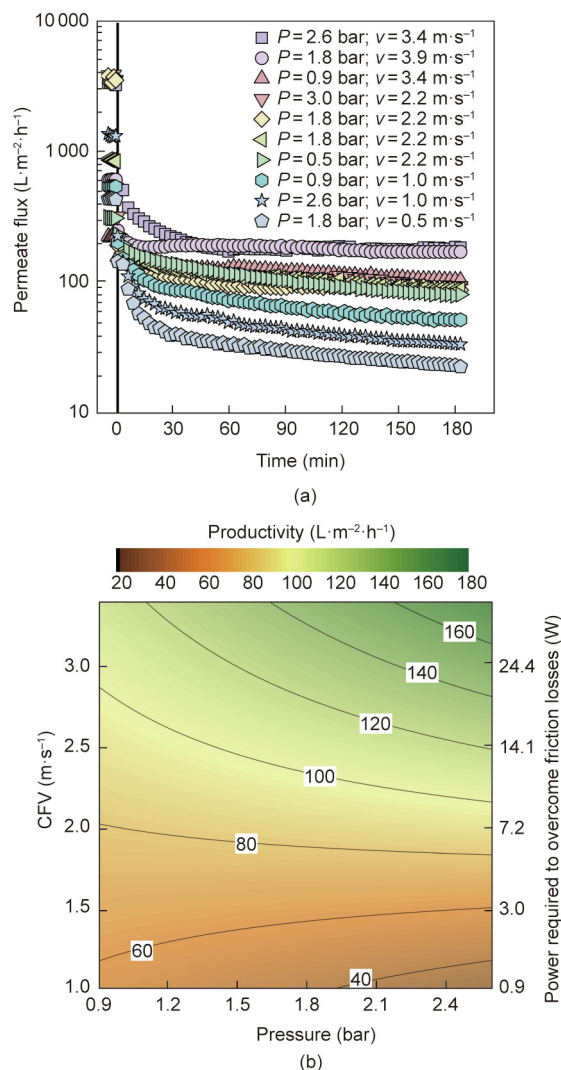 10 000
1 000
100
10
Permeate flux (L·m⁻²·h⁻¹)
P = 2.6 bar; v = 3.4 m·s⁻¹
P = 1.8 bar; v = 3.9 m·s⁻¹
P = 0.9 bar; v = 3.4 m·s⁻¹
P = 3.0 bar; v = 2.2 m·s⁻¹
P = 1.8 bar; v = 2.2 m·s⁻¹
P = 1.8 bar; v = 2.2 m·s⁻¹
P = 0.5 bar; v = 2.2 m·s⁻¹
P = 0.9 bar; v = 1.0 m·s⁻¹
P = 2.6 bar; v = 1.0 m·s⁻¹
P = 1.8 bar; v = 0.5 m·s⁻¹
0 30 60 90 120 150 180
Time (min)
(a)
Productivity (L·m⁻²·h⁻¹)
20 40 60 80 100 120 140 160 180
3.0
2.5
2.0
1.5
1.0
CFV (m·s⁻¹)
160
140
120
100
80
60
40
24.4
14.1
7.2
3.0
0.9
Power required to overcome friction losses (W)
0.9 1.2 1.5 1.8 2.1 2.4
Pressure (bar)
(b)